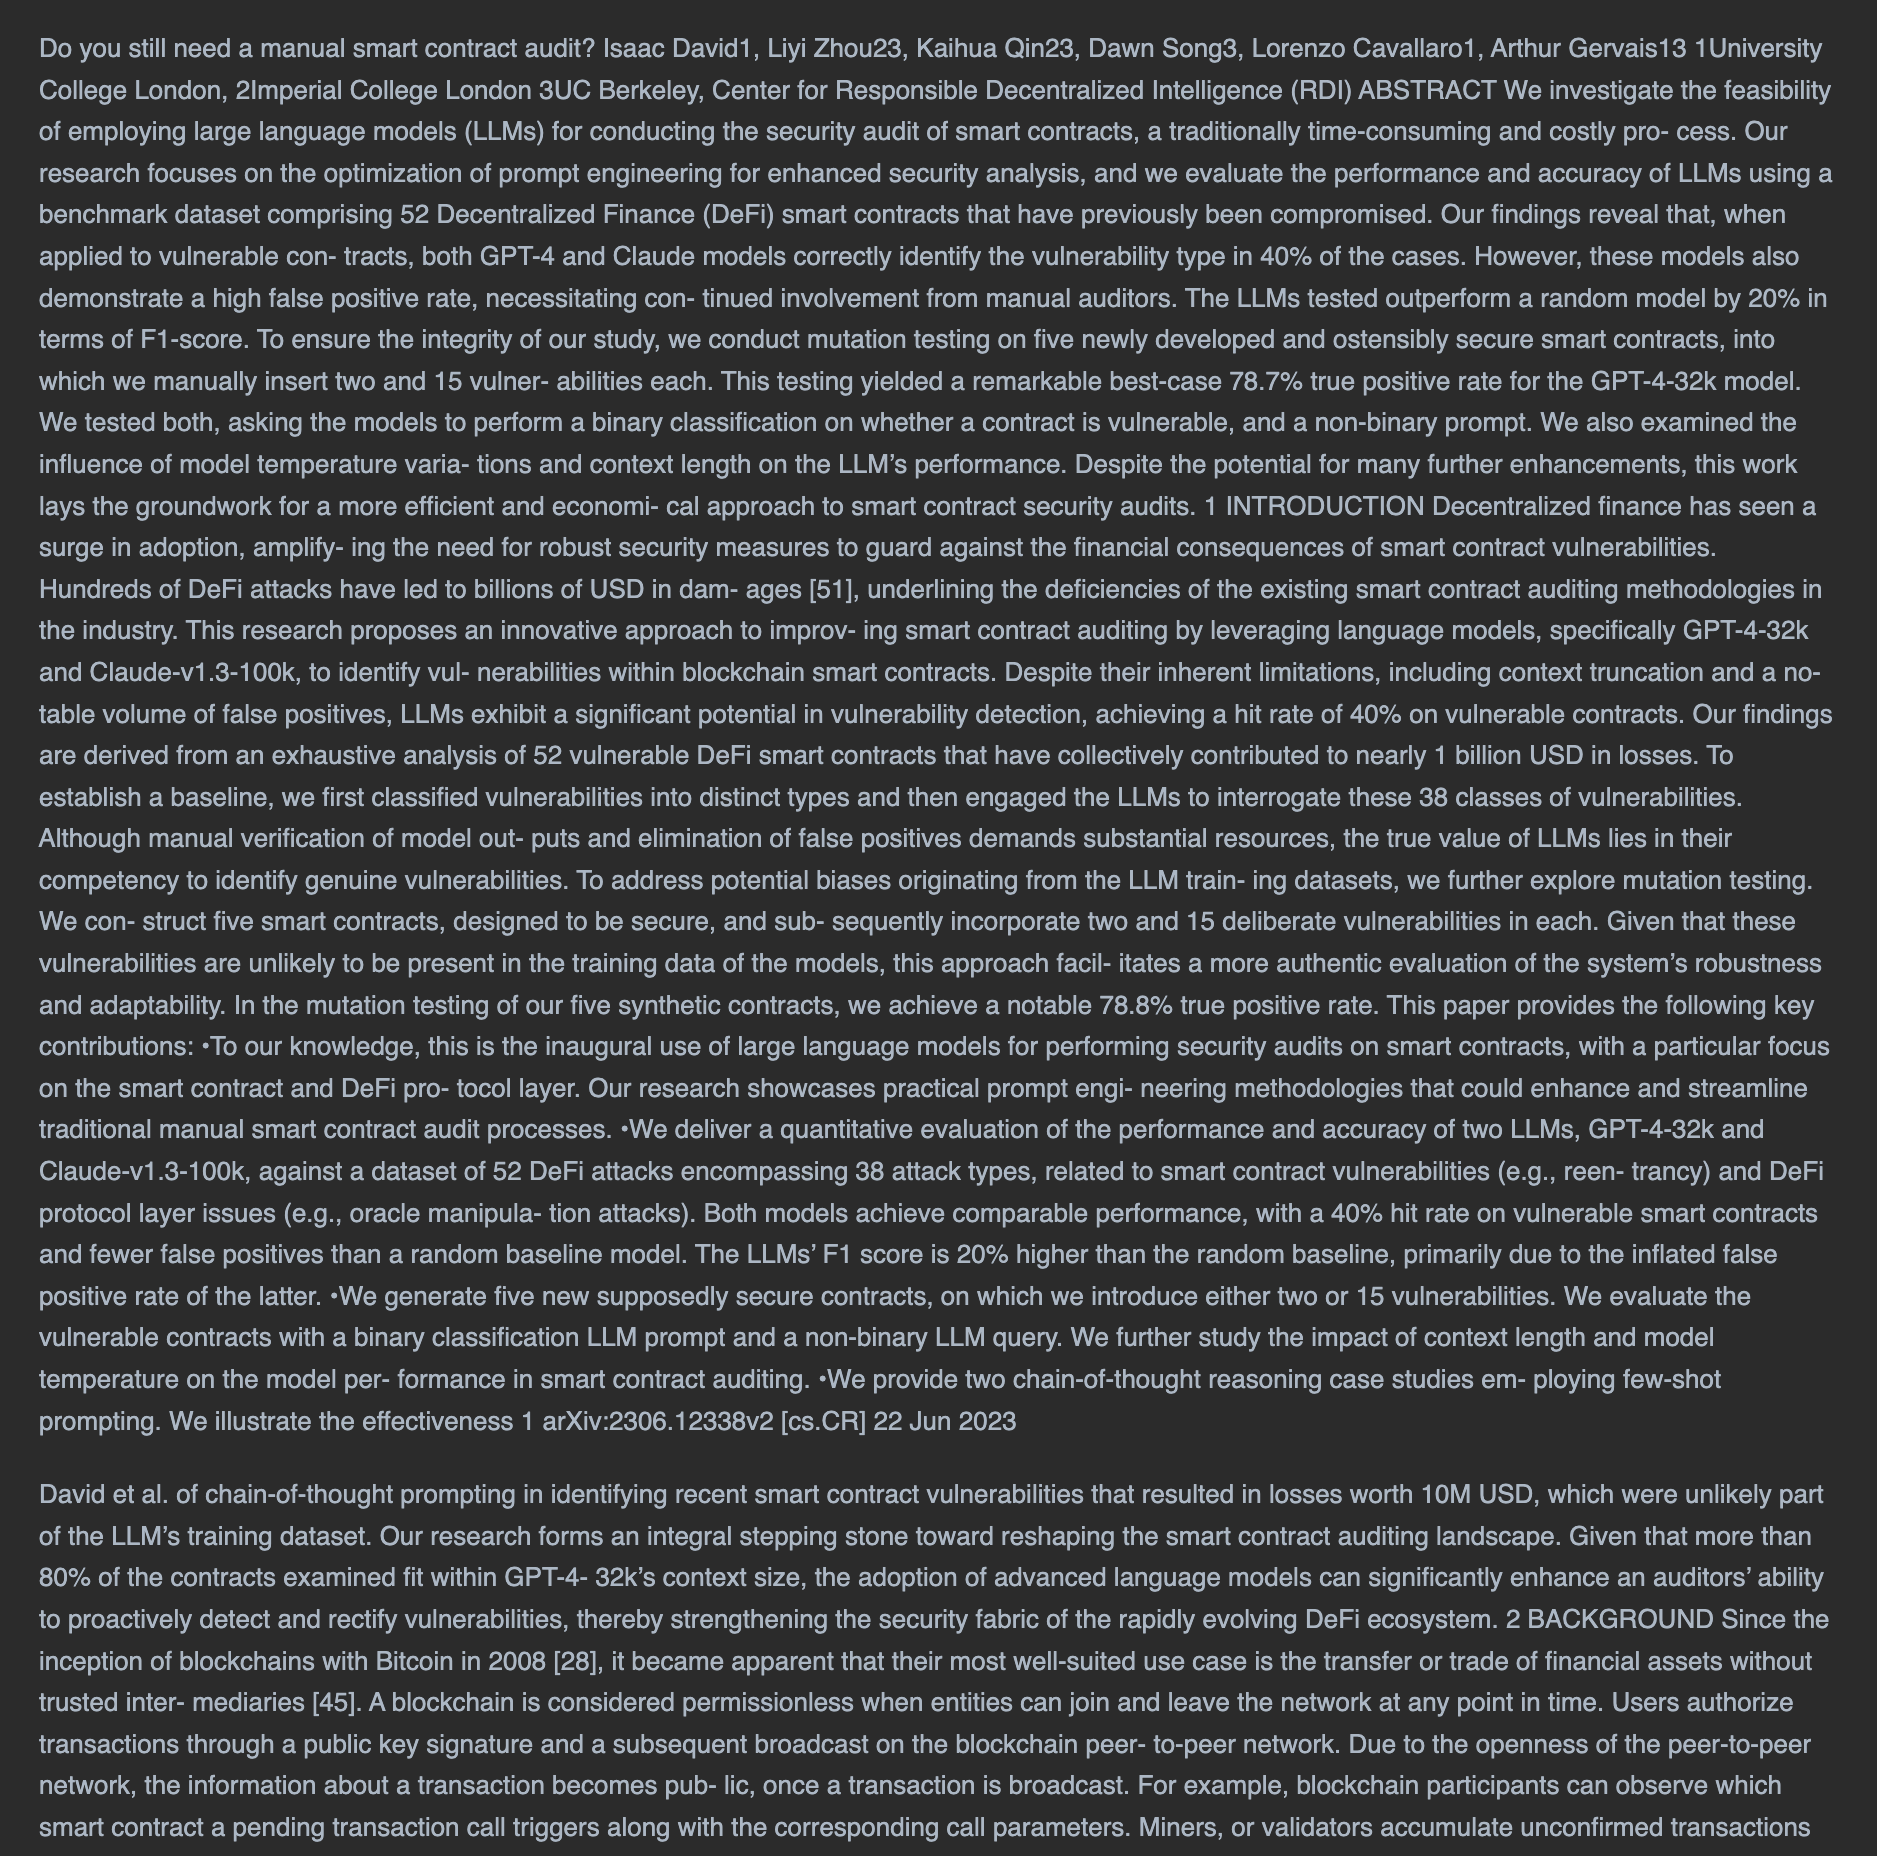 Do you still need a manual smart contract audit? Isaac David1, Liyi Zhou23, Kaihua Qin23, Dawn Song3, Lorenzo Cavallaro1, Arthur Gervais13 1University
College London, 2Imperial College London 3UC Berkeley, Center for Responsible Decentralized Intelligence (RDI) ABSTRACT We investigate the feasibility
of employing large language models (LLMs) for conducting the security audit of smart contracts, a traditionally time-consuming and costly pro- cess. Our
research focuses on the optimization of prompt engineering for enhanced security analysis, and we evaluate the performance and accuracy of LLMs using a
benchmark dataset comprising 52 Decentralized Finance (DeFi) smart contracts that have previously been compromised. Our findings reveal that, when
applied to vulnerable con- tracts, both GPT-4 and Claude models correctly identify the vulnerability type in 40% of the cases. However, these models also
demonstrate a high false positive rate, necessitating con- tinued involvement from manual auditors. The LLMs tested outperform a random model by 20% in
terms of F1-score. To ensure the integrity of our study, we conduct mutation testing on five newly developed and ostensibly secure smart contracts, into
which we manually insert two and 15 vulner- abilities each. This testing yielded a remarkable best-case 78.7% true positive rate for the GPT-4-32k model.
We tested both, asking the models to perform a binary classification on whether a contract is vulnerable, and a non-binary prompt. We also examined the
influence of model temperature varia- tions and context length on the LLM’s performance. Despite the potential for many further enhancements, this work
lays the groundwork for a more efficient and economi- cal approach to smart contract security audits. 1 INTRODUCTION Decentralized finance has seen a
surge in adoption, amplify- ing the need for robust security measures to guard against the financial consequences of smart contract vulnerabilities.
Hundreds of DeFi attacks have led to billions of USD in dam- ages [51], underlining the deficiencies of the existing smart contract auditing methodologies in
the industry. This research proposes an innovative approach to improv- ing smart contract auditing by leveraging language models, specifically GPT-4-32k
and Claude-v1.3-100k, to identify vul- nerabilities within blockchain smart contracts. Despite their inherent limitations, including context truncation and a no-
table volume of false positives, LLMs exhibit a significant potential in vulnerability detection, achieving a hit rate of 40% on vulnerable contracts. Our findings
are derived from an exhaustive analysis of 52 vulnerable DeFi smart contracts that have collectively contributed to nearly 1 billion USD in losses. To
establish a baseline, we first classified vulnerabilities into distinct types and then engaged the LLMs to interrogate these 38 classes of vulnerabilities.
Although manual verification of model out- puts and elimination of false positives demands substantial resources, the true value of LLMs lies in their
competency to identify genuine vulnerabilities. To address potential biases originating from the LLM train- ing datasets, we further explore mutation testing.
We con- struct five smart contracts, designed to be secure, and sub- sequently incorporate two and 15 deliberate vulnerabilities in each. Given that these
vulnerabilities are unlikely to be present in the training data of the models, this approach facil- itates a more authentic evaluation of the system’s robustness
and adaptability. In the mutation testing of our five synthetic contracts, we achieve a notable 78.8% true positive rate. This paper provides the following key
contributions: •To our knowledge, this is the inaugural use of large language models for performing security audits on smart contracts, with a particular focus
on the smart contract and DeFi pro- tocol layer. Our research showcases practical prompt engi- neering methodologies that could enhance and streamline
traditional manual smart contract audit processes. •We deliver a quantitative evaluation of the performance and accuracy of two LLMs, GPT-4-32k and
Claude-v1.3-100k, against a dataset of 52 DeFi attacks encompassing 38 attack types, related to smart contract vulnerabilities (e.g., reen- trancy) and DeFi
protocol layer issues (e.g., oracle manipula- tion attacks). Both models achieve comparable performance, with a 40% hit rate on vulnerable smart contracts
and fewer false positives than a random baseline model. The LLMs’ F1 score is 20% higher than the random baseline, primarily due to the inflated false
positive rate of the latter. •We generate five new supposedly secure contracts, on which we introduce either two or 15 vulnerabilities. We evaluate the
vulnerable contracts with a binary classification LLM prompt and a non-binary LLM query. We further study the impact of context length and model
temperature on the model per- formance in smart contract auditing. •We provide two chain-of-thought reasoning case studies em- ploying few-shot
prompting. We illustrate the effectiveness 1 arXiv:2306.12338v2 [cs.CR] 22 Jun 2023
David et al. of chain-of-thought prompting in identifying recent smart contract vulnerabilities that resulted in losses worth 10M USD, which were unlikely part
of the LLM’s training dataset. Our research forms an integral stepping stone toward reshaping the smart contract auditing landscape. Given that more than
80% of the contracts examined fit within GPT-4- 32k’s context size, the adoption of advanced language models can significantly enhance an auditors’ ability
to proactively detect and rectify vulnerabilities, thereby strengthening the security fabric of the rapidly evolving DeFi ecosystem. 2 BACKGROUND Since the
inception of blockchains with Bitcoin in 2008 [28], it became apparent that their most well-suited use case is the transfer or trade of financial assets without
trusted inter- mediaries [45]. A blockchain is considered permissionless when entities can join and leave the network at any point in time. Users authorize
transactions through a public key signature and a subsequent broadcast on the blockchain peer- to-peer network. Due to the openness of the peer-to-peer
network, the information about a transaction becomes pub- lic, once a transaction is broadcast. For example, blockchain participants can observe which
smart contract a pending transaction call triggers along with the corresponding call parameters. Miners, or validators accumulate unconfirmed transactions